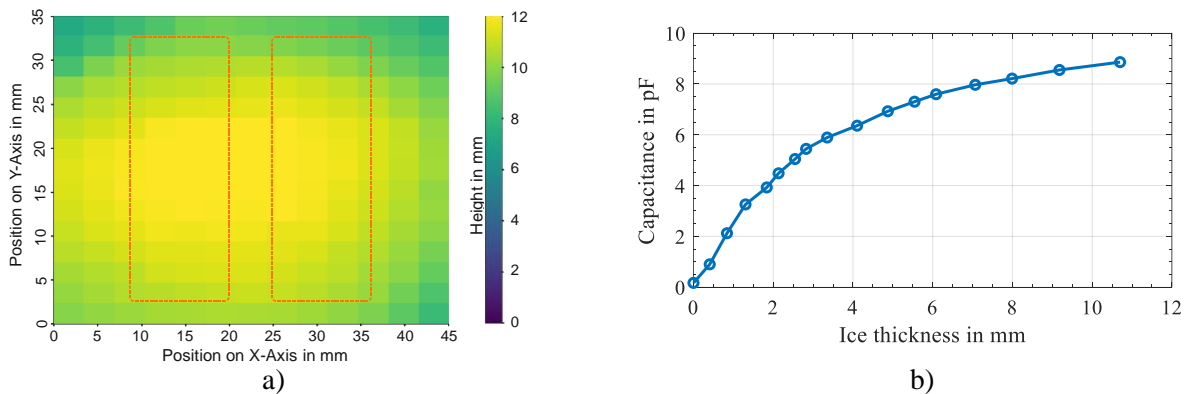 35
30
25
20
15
10
5
0
Position on Y-Axis in mm
0 5 10 15 20 25 30 35 40 45
Position on X-Axis in mm
12
10
8
6
4
2
0
Height in mm
a)
10
8
6
4
2
0
Capacitance in pF
0 2 4 6 8 10 12
Ice thickness in mm
b)